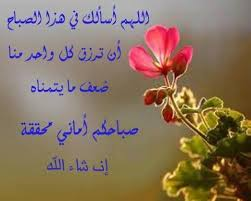 اللهم أسألك في هذا الصباح
أن ترزق كل واحد منا
ضعف ما يتمناه
صباحكم أماني محققة
إن شاء الله